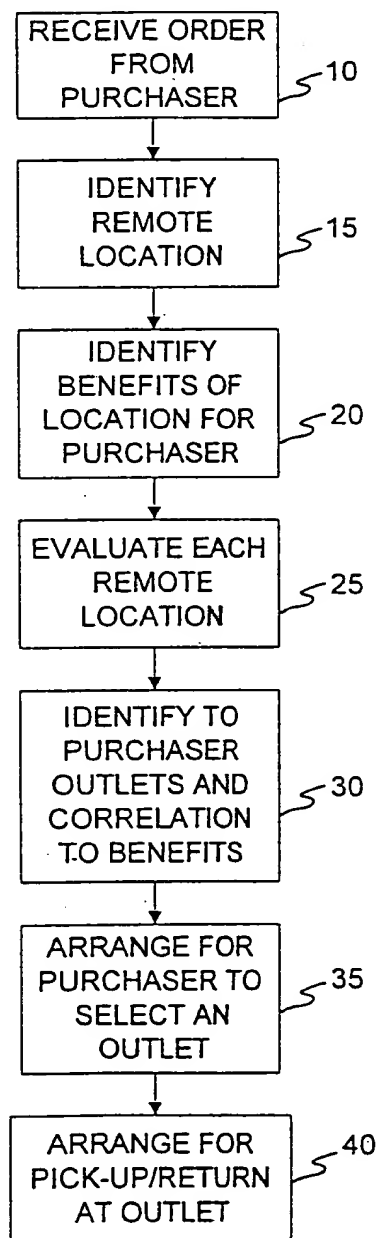 RECEIVE ORDER
FROM
PURCHASER
10
IDENTIFY
REMOTE
LOCATION
15
IDENTIFY
BENEFITS OF
LOCATION FOR
PURCHASER
20
EVALUATE EACH
REMOTE
LOCATION
25
IDENTIFY TO
PURCHASER
OUTLETS AND
CORRELATION
TO BENEFITS
30
ARRANGE FOR
PURCHASER TO
SELECT AN
OUTLET
35
ARRANGE FOR
PICK-UP/RETURN
AT OUTLET
40